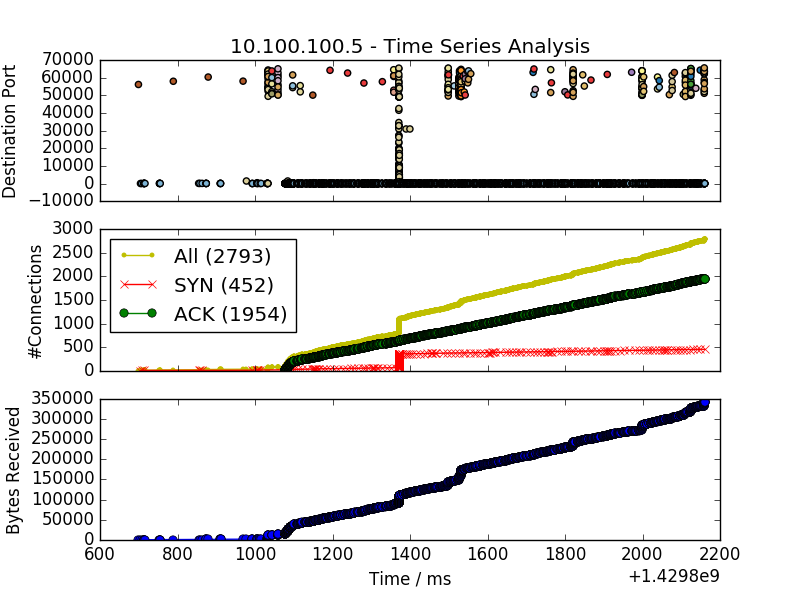 10.100.100.5 - Time Series Analysis
Destination Port
70000
60000
50000
40000
30000
20000
10000
0
−10000
#Connections
3000
2500
2000
1500
1000
500
0
All (2793)
SYN (452)
ACK (1954)
Bytes Received
350000
300000
250000
200000
150000
100000
50000
0
600 800 1000 1200 1400 1600 1800 2000 2200
Time / ms
+1.4298e9